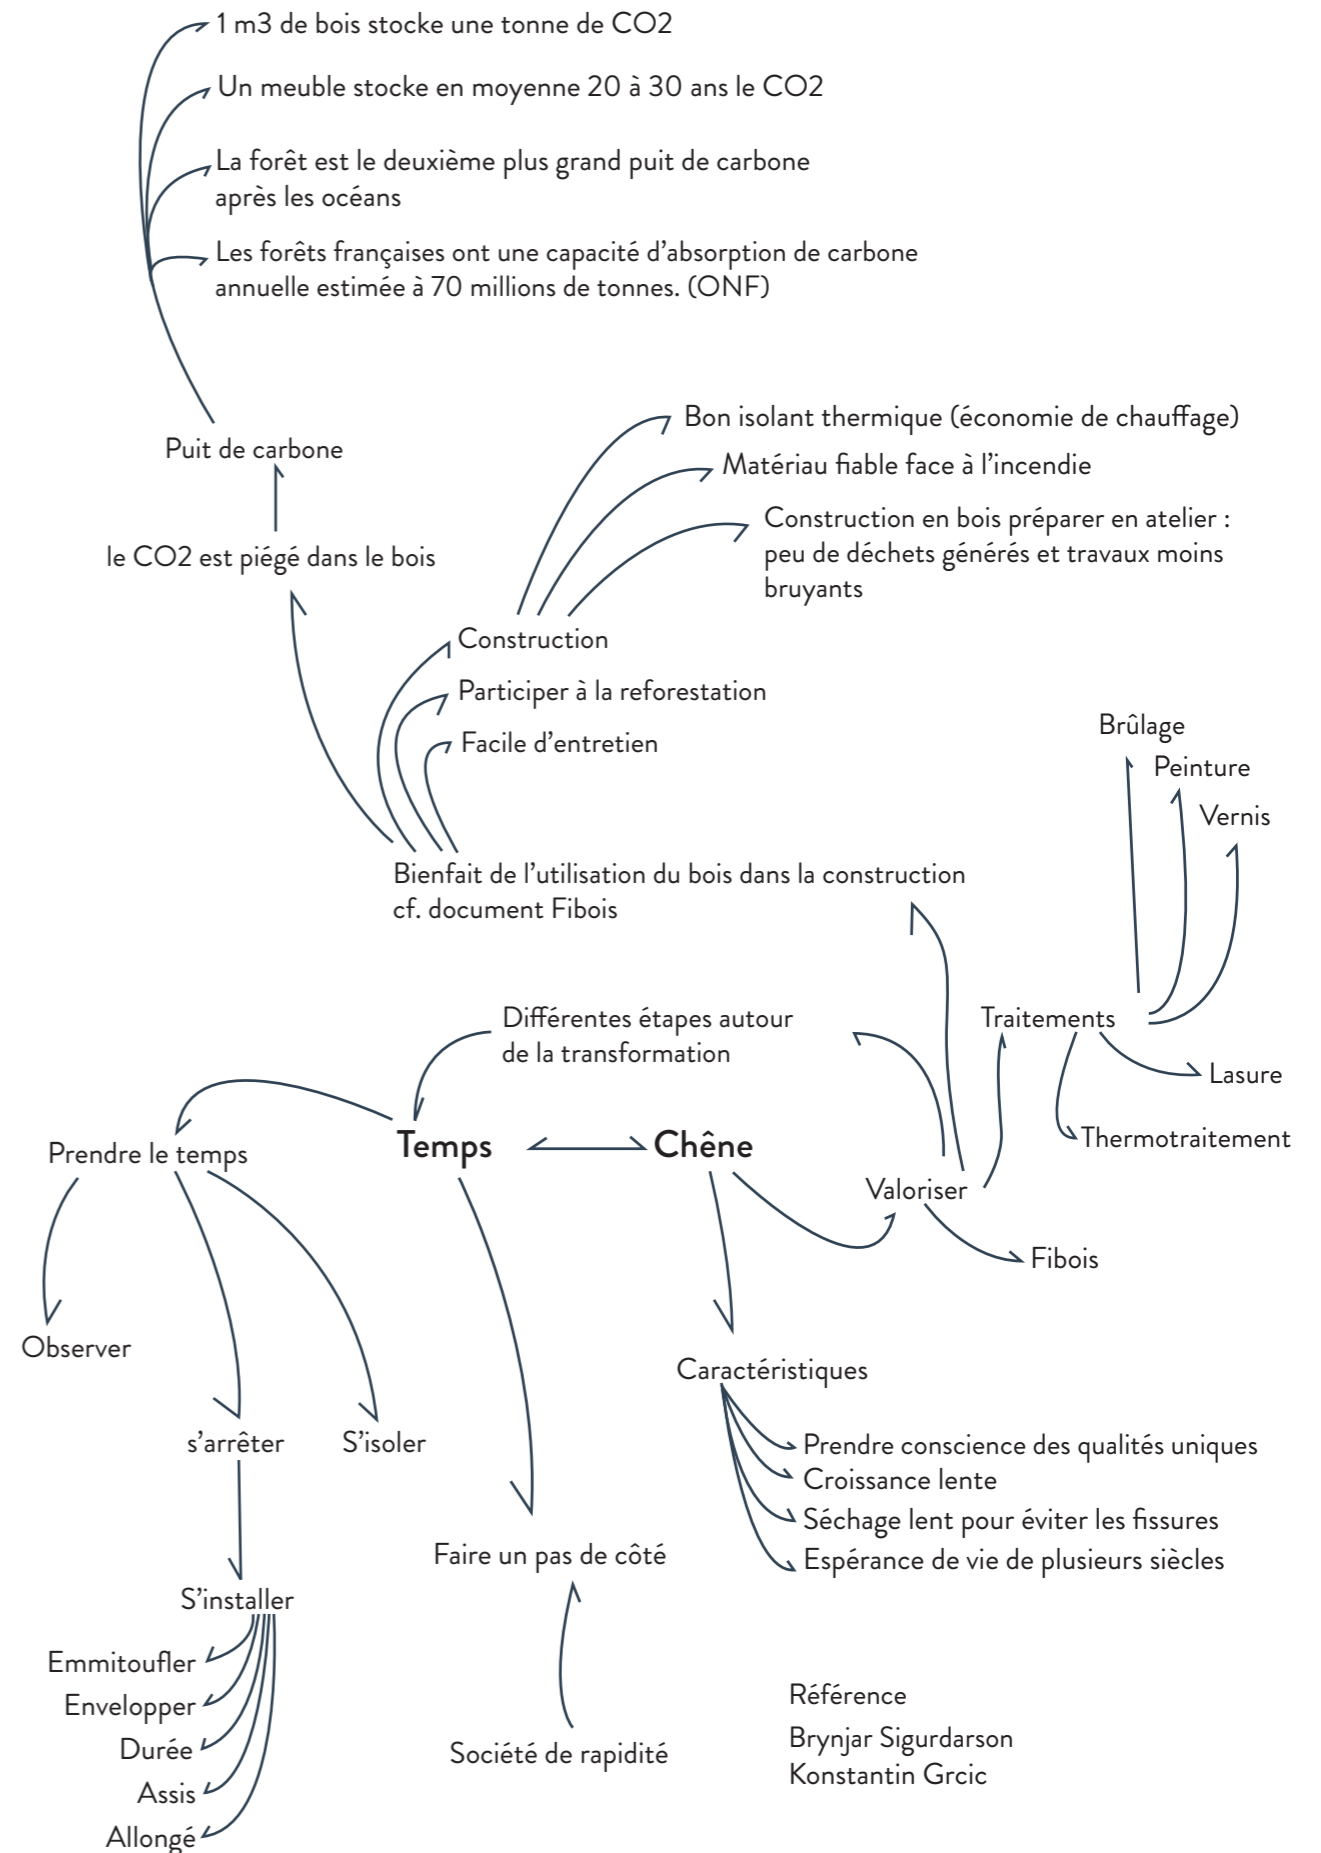 1 m3 de bois stocke une tonne de CO2
Un meuble stocke en moyenne 20 à 30 ans le CO2
La forêt est le deuxième plus grand puit de carbone
après les océans
Les forêts françaises ont une capacité d'absorption de carbone
annuelle estimée à 70 millions de tonnes. (ONF)
Puit de carbone
le CO2 est piégé dans le bois
Bon isolant thermique (économie de chauffage)
Matériau fiable face à l'incendie
Construction en bois préparer en atelier :
peu de déchets générés et travaux moins
bruyants
Construction
Participer à la reforestation
Facile d'entretien
Bienfait de l'utilisation du bois dans la construction
cf. document Fibois
Brûlage
Peinture
Vernis
Traitements
Lasure
Thermotraitement
Différentes étapes autour
de la transformation
Prendre le temps
Temps
Chêne
Valoriser
Fibois
Observer
s'arrêter
S'isoler
Caractéristiques
Prendre conscience des qualités uniques
Croissance lente
Séchage lent pour éviter les fissures
Espérance de vie de plusieurs siècles
Faire un pas de côté
S'installer
Emmitoufler
Envelopper
Durée
Assis
Allongé
Société de rapidité
Référence
Brynjar Sigurdarson
Konstantin Grcic